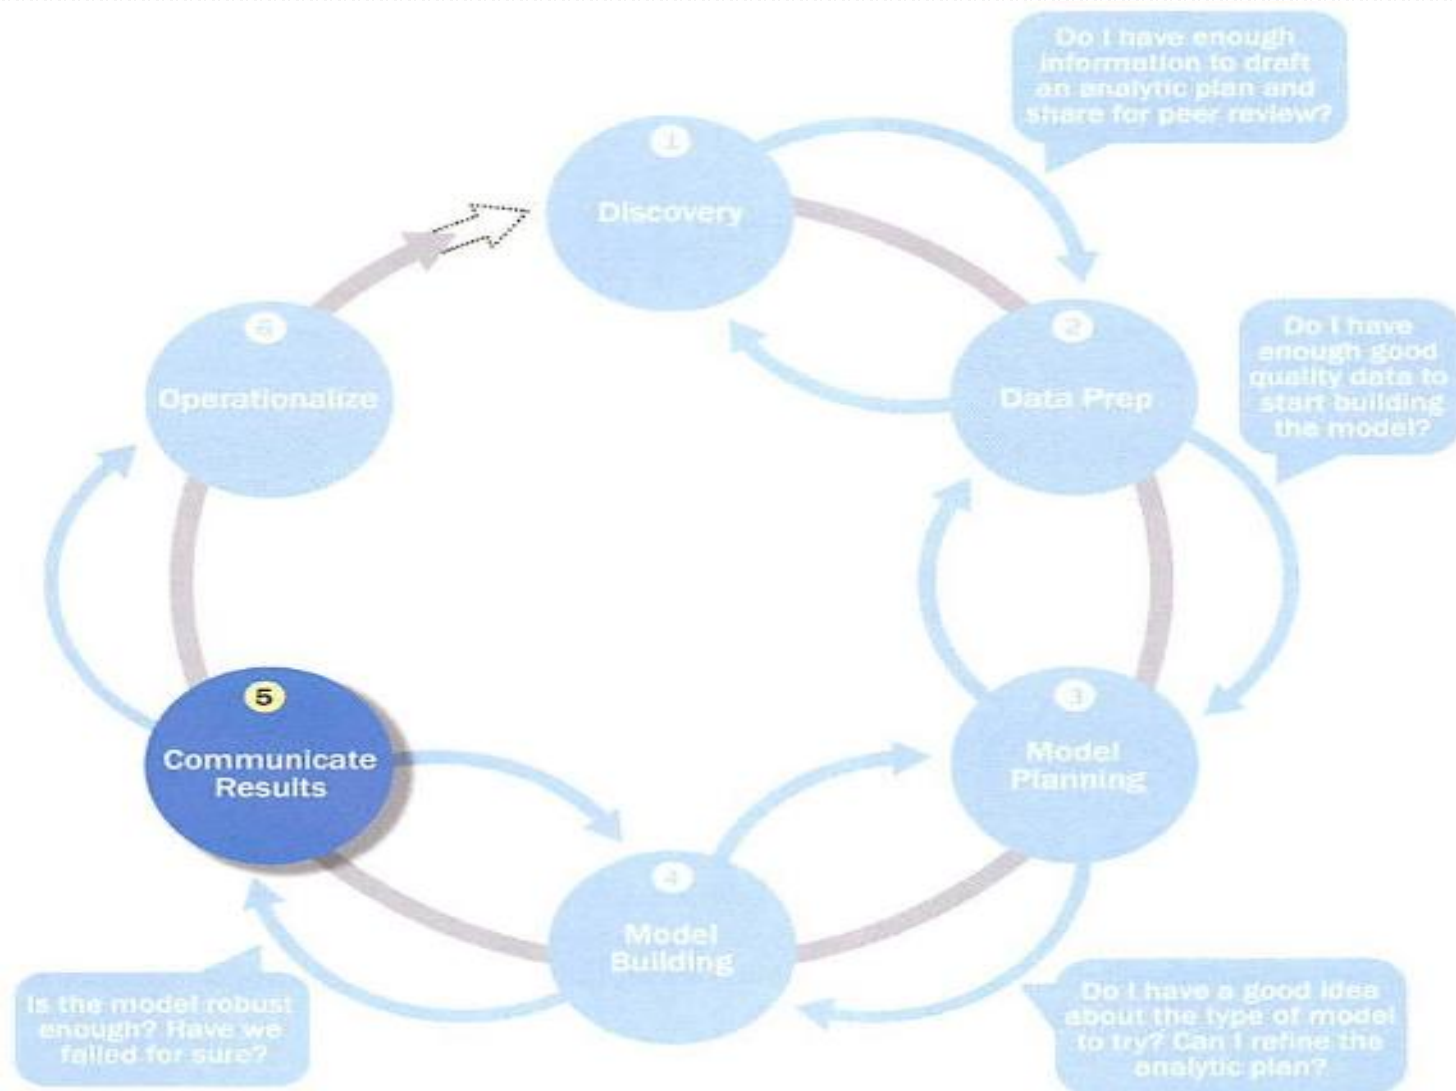 Do I have enough
information to draft
an analytic plan and
share for peer review?
1
Discovery
2
Data Prep
Do I have
enough good
quality data to
start building
the model?
6
Operationalize
3
Model
Planning
5
Communicate
Results
4
Model
Building
Is the model robust
enough? Have we
failed for sure?
Do I have a good idea
about the type of model
to try? Can I refine the
analytic plan?